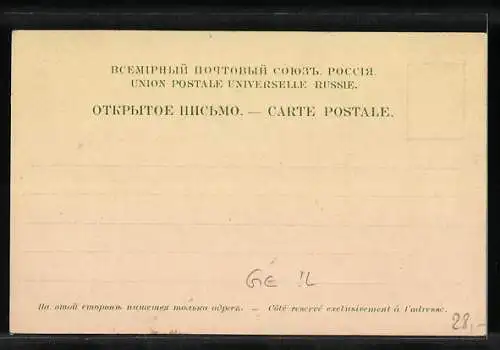 ВСЕМІРНЫЙ ПОЧТОВЫЙ СОЮЗЪ. РОССІЯ.
UNION POSTALE UNIVERSELLE RUSSIE.
ОТКРЫТОЕ ПИСЬМО. — CARTE POSTALE.
На этой сторонѣ пишется только адресъ. — Côté reservé exclusivement à l'adresse.
28,-